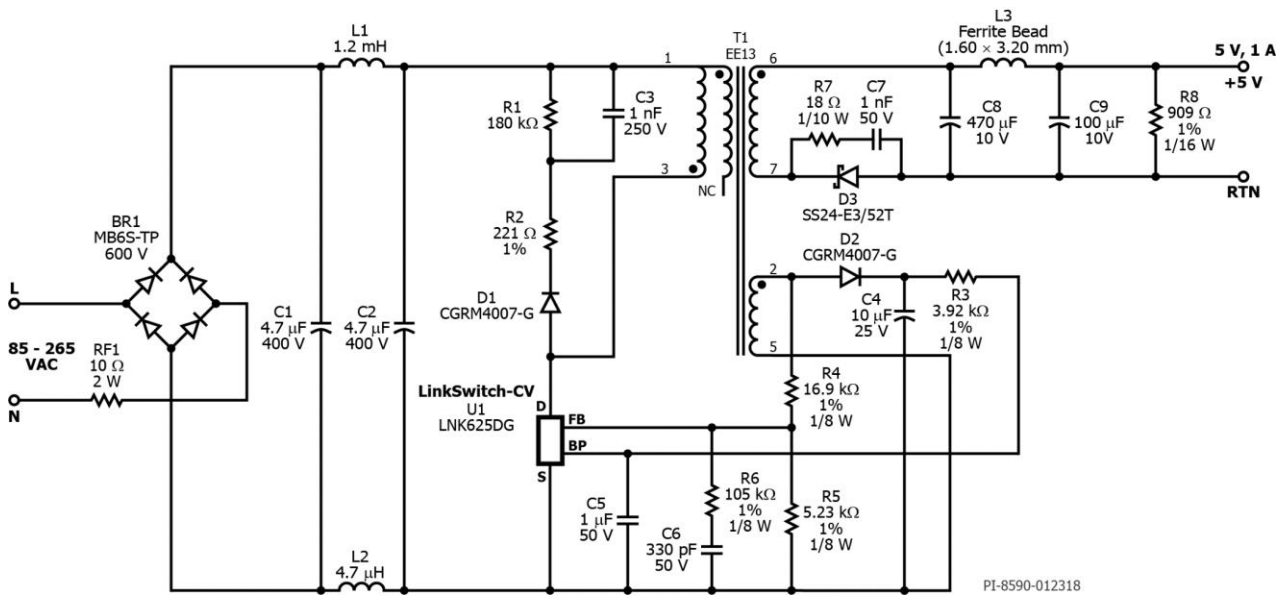 L1
1.2 mH
T1
EE13
L3
Ferrite Bead
(1.60 × 3.20 mm)
5 V, 1 A
+5 V
1
6
R1
180 kΩ
C3
1 nF
250 V
R7
18 Ω
1/10 W
C7
1 nF
50 V
C8
470 μF
10 V
C9
100 μF
10V
R8
909 Ω
1%
1/16 W
3
NC
7
RTN
D3
SS24-E3/52T
BR1
MB6S-TP
600 V
R2
221 Ω
1%
D2
CGRM4007-G
2
L
C1
4.7 μF
400 V
C2
4.7 μF
400 V
D1
CGRM4007-G
C4
10 μF
25 V
R3
3.92 kΩ
1%
1/8 W
85 - 265
VAC
RF1
10 Ω
2 W
N
5
LinkSwitch-CV
U1
LNK625DG
D
FB
BP
S
R4
16.9 kΩ
1%
1/8 W
C5
1 μF
50 V
R6
105 kΩ
1%
1/8 W
C6
330 pF
50 V
R5
5.23 kΩ
1%
1/8 W
L2
4.7 μH
PI-8590-012318